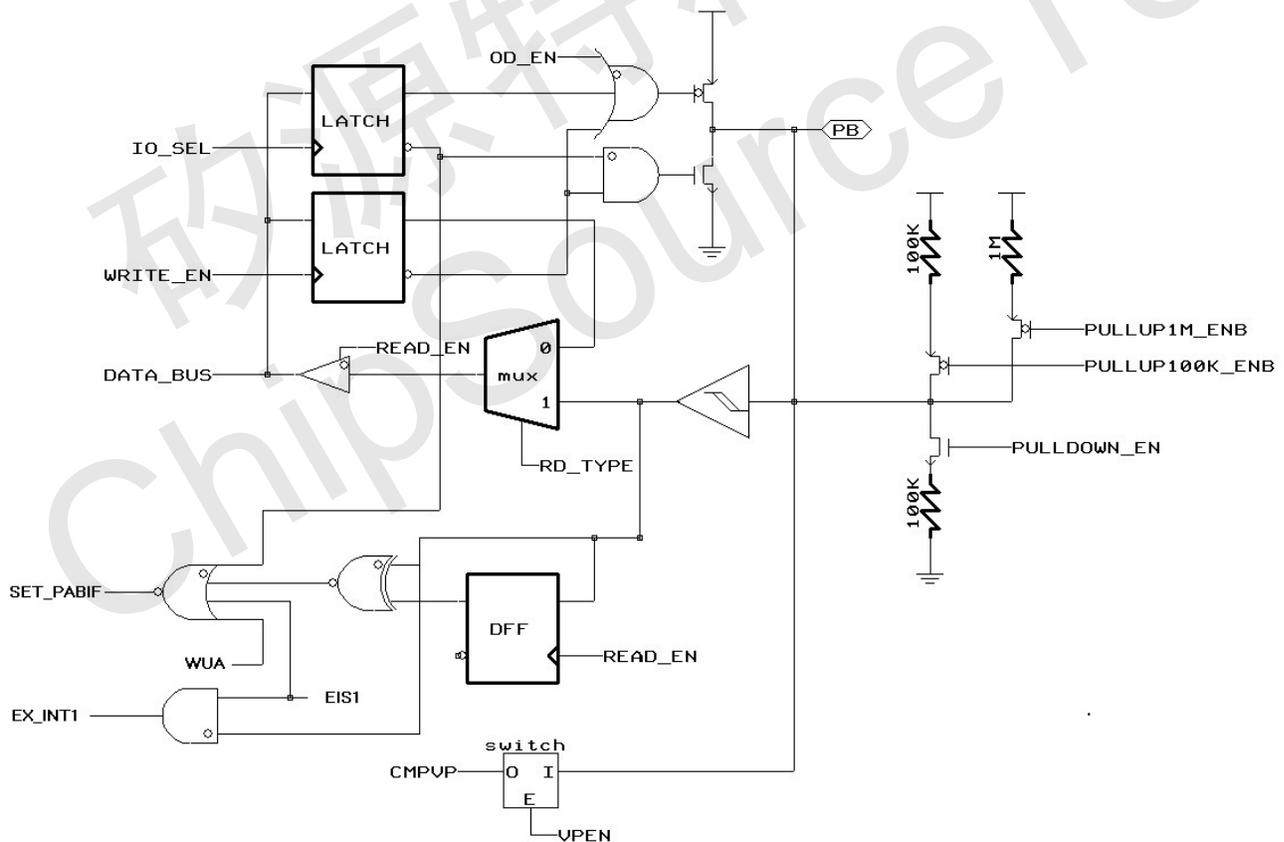 OD_EN
LATCH
IO_SEL
PB
LATCH
WRITE_EN
100K
1M
PULLUP1M_ENB
READ_EN
0
DATA_BUS
mux
PULLUP100K_ENB
1
PULLDOWN_EN
RD_TYPE
100K
SET_PABIF
DFF
READ_EN
WUA
EIS1
EX_INT1
switch
CMPVP
O I
E
VPEN
矽源特
ChipSource